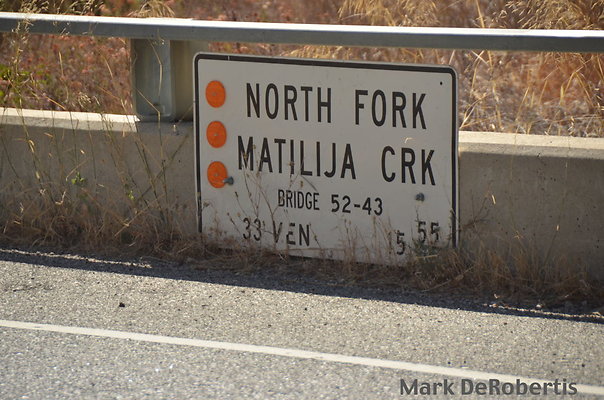 NORTH FORK
MATILIJA CRK
BRIDGE 52-43
33 VEN 15 55
Mark DeRobertis